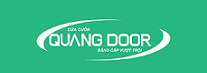 CỬA CUỐN
QUANG DOOR
ĐẲNG CẤP VƯỢT TRỘI